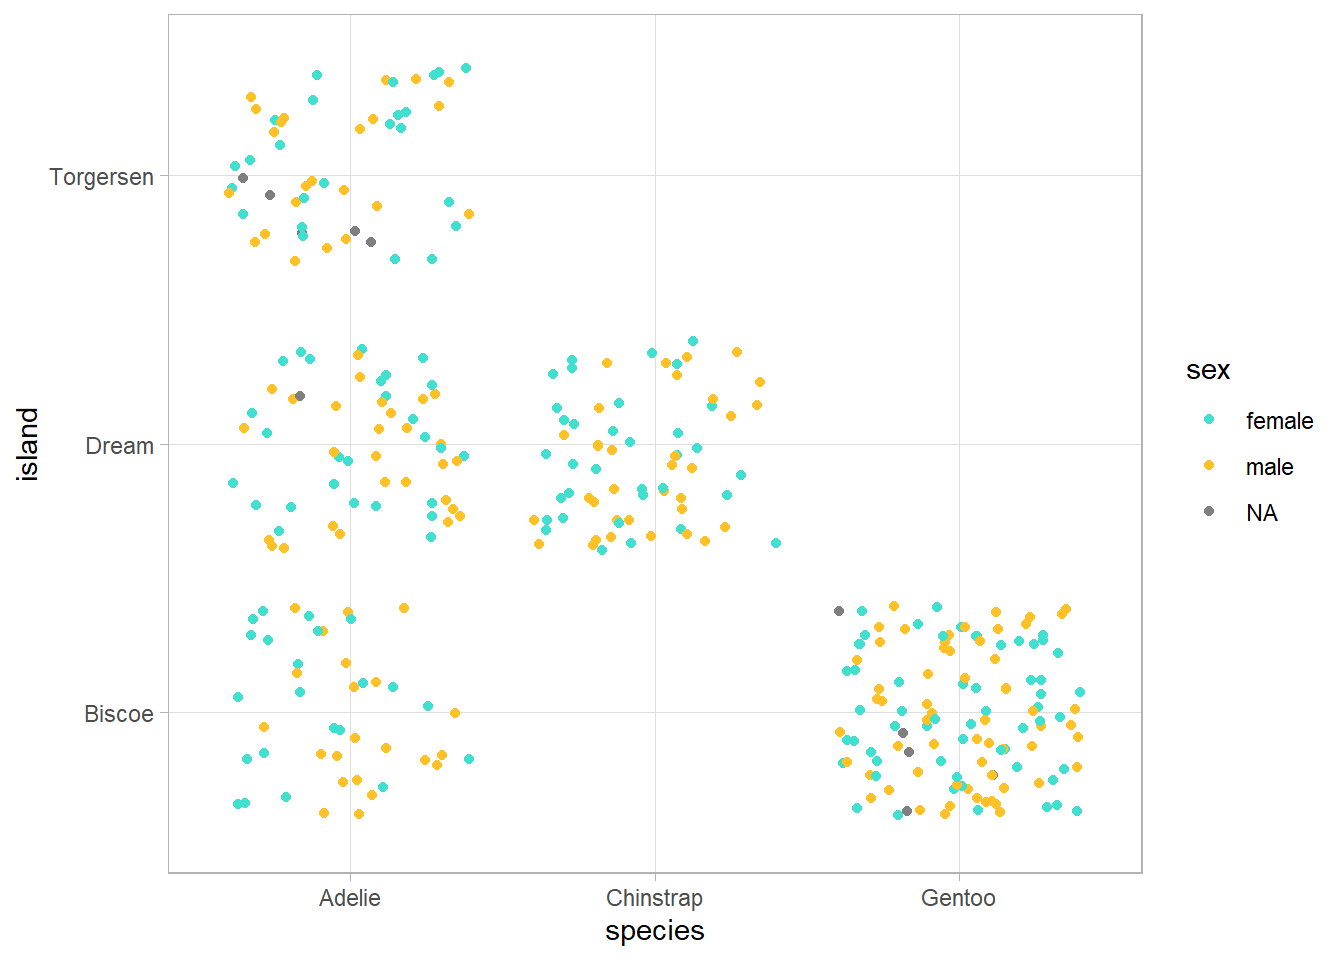 Torgersen
Dream
Biscoe
island
Adelie
Chinstrap
Gentoo
species
sex
female
male
NA